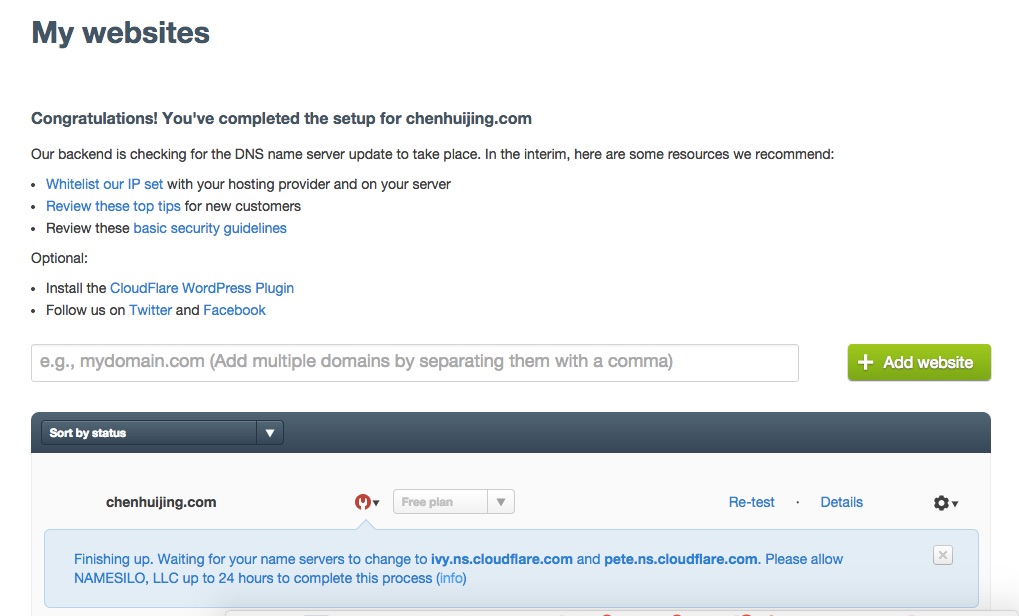 My websites
Congratulations! You've completed the setup for chenhuijing.com
Our backend is checking for the DNS name server update to take place. In the interim, here are some resources we recommend:
Whitelist our IP set with your hosting provider and on your server
Review these top tips for new customers
Review these basic security guidelines
Optional:
Install the CloudFlare WordPress Plugin
Follow us on Twitter and Facebook
e.g., mydomain.com (Add multiple domains by separating them with a comma)
Add website
Sort by status
chenhuijing.com
Free plan
Re-test · Details
Finishing up. Waiting for your name servers to change to ivy.ns.cloudflare.com and pete.ns.cloudflare.com. Please allow
NAMESILO, LLC up to 24 hours to complete this process (info)